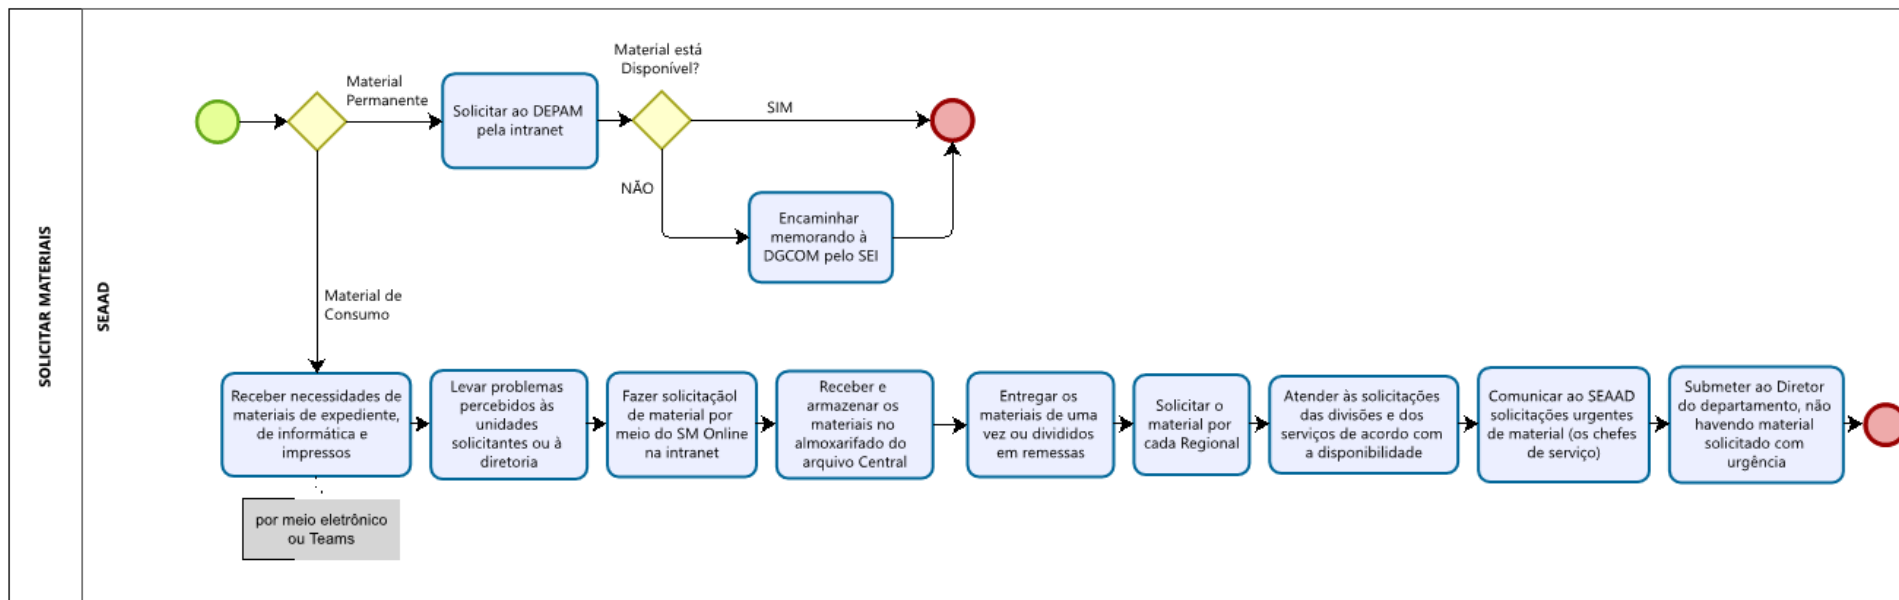 SOLICITAR MATERIAIS
SEAAD
Material
Permanente
Solicitar ao DEPAM
pela intranet
Material está
Disponível?
SIM
NÃO
Encaminhar
memorando à
DGCOM pelo SEI
Material de
Consumo
Receber necessidades de
materiais de expediente,
de informática e
impressos
por meio eletrônico
ou Teams
Levar problemas
percebidos às
unidades
solicitantes ou à
diretoria
Fazer solicitaçãol
de material por
meio do SM Online
na intranet
Receber e
armazenar os
materiais no
almoxarifado do
arquivo Central
Entregar os
materiais de uma
vez ou divididos
em remessas
Solicitar o
material por
cada Regional
Atender às solicitações
das divisões e dos
serviços de acordo com
a disponibilidade
Comunicar ao SEAAD
solicitações urgentes
de material (os chefes
de serviço)
Submeter ao Diretor
do departamento, não
havendo material
solicitado com
urgência